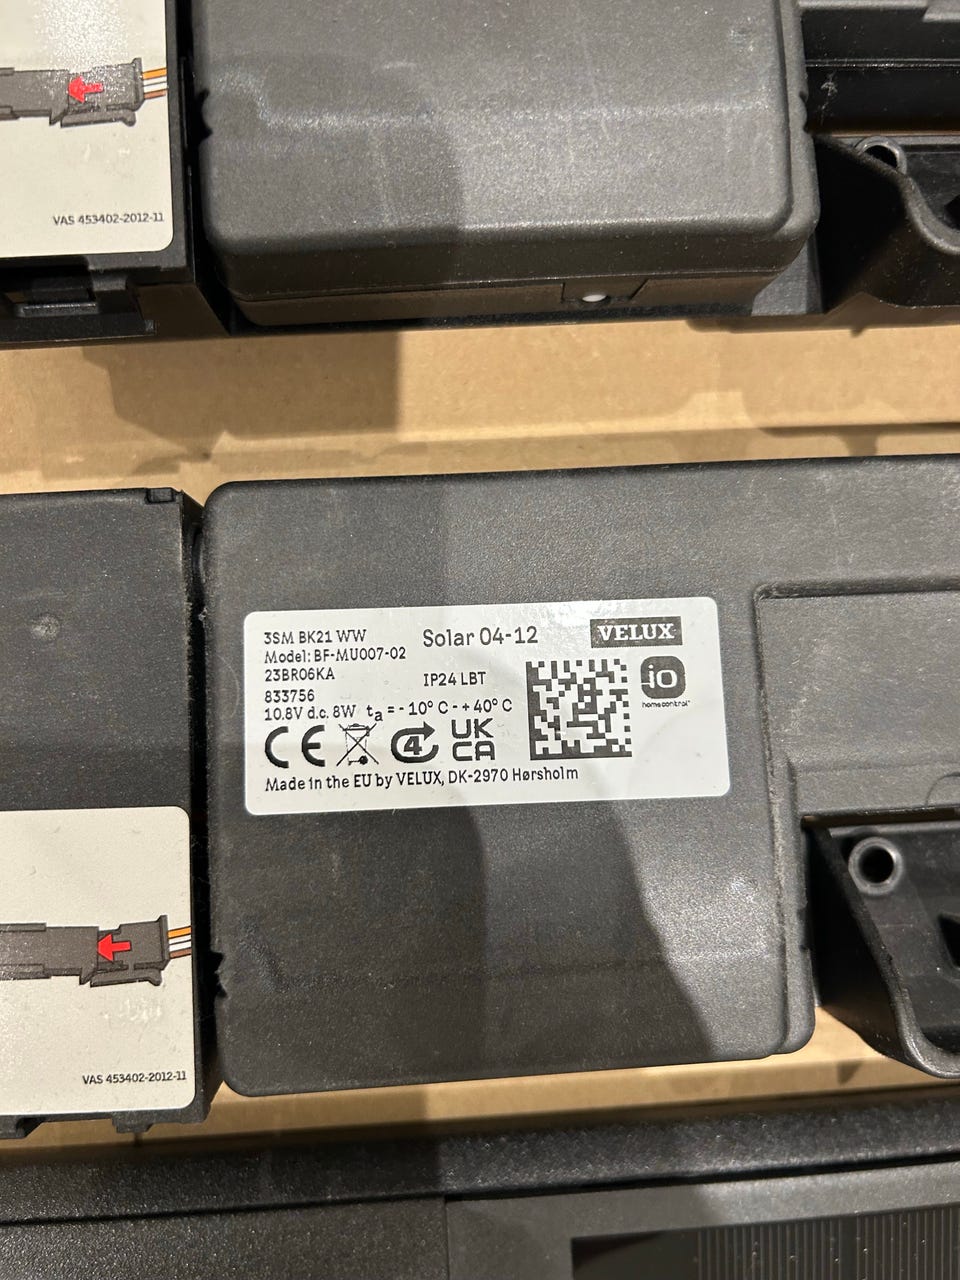 VAS 453402-2012-11
3SM BK21 WW
Solar 04-12
VELUX
Model: BF-MU007-02
23BR06KA
IP24 LBT
io
homecontrol
833756
10.8V d.c. 8W ta = - 10° C - + 40° C
CE
4
UK
CA
Made in the EU by VELUX, DK-2970 Hørsholm
VAS 453402-2012-11